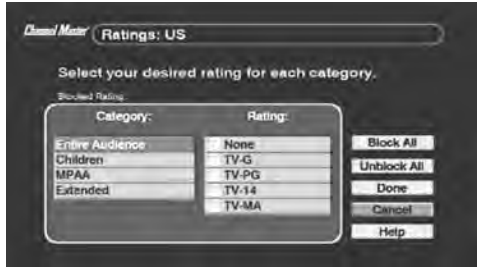 Channel Master
Ratings: US
Select your desired rating for each category.
Blocked Rating
Category: Rating:
Entire Audience None Block All
Children TV-G Unblock All
MPAA TV-PG Done
Extended TV-14 Cancel
TV-MA Help